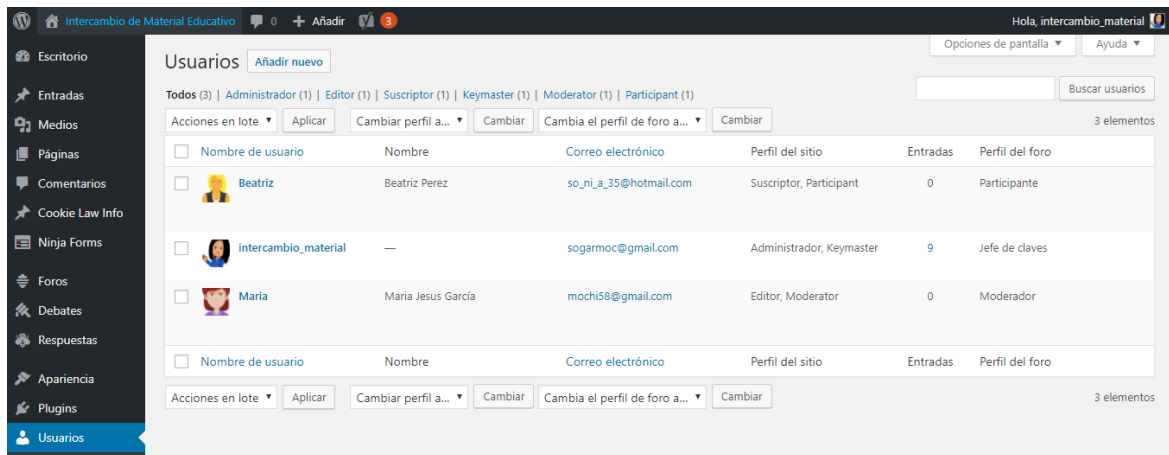 Intercambio de Material Educativo 0 + Añadir 3 Hola, intercambio_material
Opciones de pantalla ▼ Ayuda ▼
Escritorio
Entradas
Medios
Páginas
Comentarios
Cookie Law Info
Ninja Forms
Foros
Debates
Respuestas
Apariencia
Plugins
Usuarios
Usuarios Añadir nuevo
Todos (3) | Administrador (1) | Editor (1) | Suscriptor (1) | Keymaster (1) | Moderator (1) | Participant (1)
Buscar usuarios
Acciones en lote ▼ Aplicar Cambiar perfil a... ▼ Cambiar Cambia el perfil de foro a... ▼ Cambiar 3 elementos
Nombre de usuario Nombre Correo electrónico Perfil del sitio Entradas Perfil del foro
Beatriz Beatriz Perez so_ni_a_35@hotmail.com Suscriptor, Participant 0 Participante
intercambio_material — sogarmoc@gmail.com Administrador, Keymaster 9 Jefe de claves
Maria Maria Jesus García mochi58@gmail.com Editor, Moderator 0 Moderador
Nombre de usuario Nombre Correo electrónico Perfil del sitio Entradas Perfil del foro
Acciones en lote ▼ Aplicar Cambiar perfil a... ▼ Cambiar Cambia el perfil de foro a... ▼ Cambiar 3 elementos